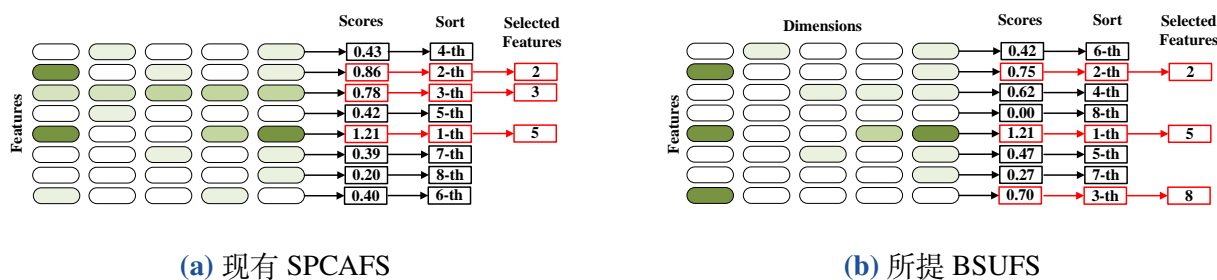 Scores Sort Selected Features
Features
0.43 4-th
0.86 2-th 2
0.78 3-th 3
0.42 5-th
1.21 1-th 5
0.39 7-th
0.20 8-th
0.40 6-th
(a) 现有 SPCAFS
Dimensions Scores Sort Selected Features
Features
0.42 6-th
0.75 2-th 2
0.62 4-th
0.00 8-th
1.21 1-th 5
0.47 5-th
0.27 7-th
0.70 3-th 8
(b) 所提 BSUFS